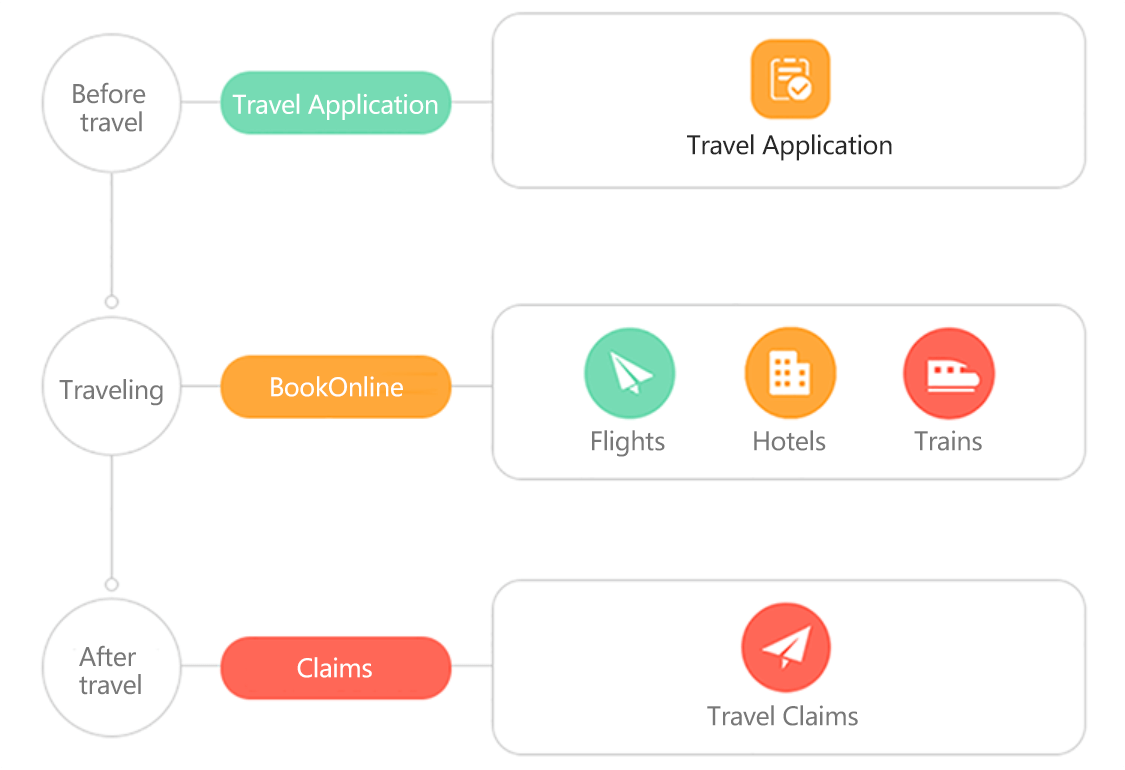 Before
travel
Travel Application
Travel Application
Traveling
BookOnline
Flights
Hotels
Trains
After
travel
Claims
Travel Claims